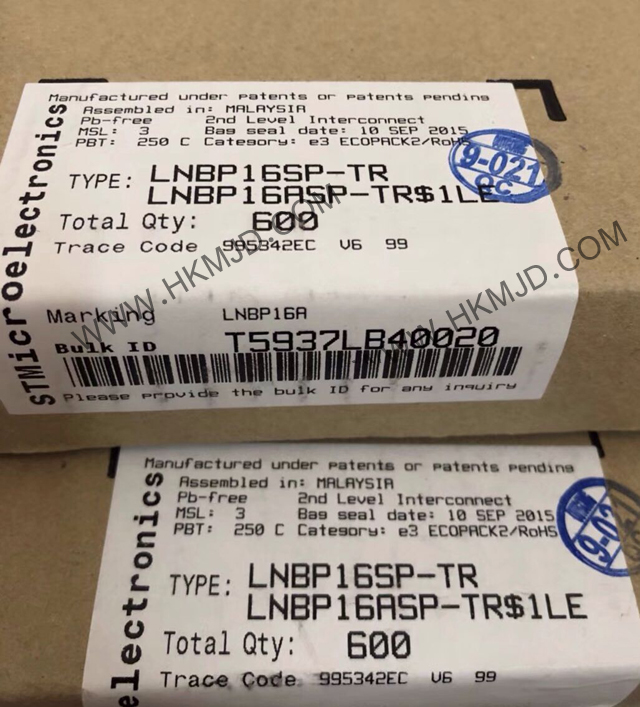 Manufactured under patents or patents pending
Assembled in: MALAYSIA
Pb-free 2nd Level Interconnect
MSL: 3 Bag seal date: 10 SEP 2015
PBT: 250 C Category: e3 ECOPACK2/RoHS
9-021
QC
TYPE: LNBP16SP-TR
LNBP16ASP-TR$1LE
Total Qty: 600
Trace Code 995342EC V6 99
Marking LNBP16A
Bulk ID T5937LB40020
Please provide the bulk ID for any inquiry
STMicroelectronics
WWW.HKMJD.COM
WWW.HKMJD.COM
Manufactured under patents or patents pending
Assembled in: MALAYSIA
Pb-free 2nd Level Interconnect
MSL: 3 Bag seal date: 10 SEP 2015
PBT: 250 C Category: e3 ECOPACK2/RoHS
TYPE: LNBP16SP-TR
LNBP16ASP-TR$1LE
Total Qty: 600
Trace Code 995342EC V6 99
electronics